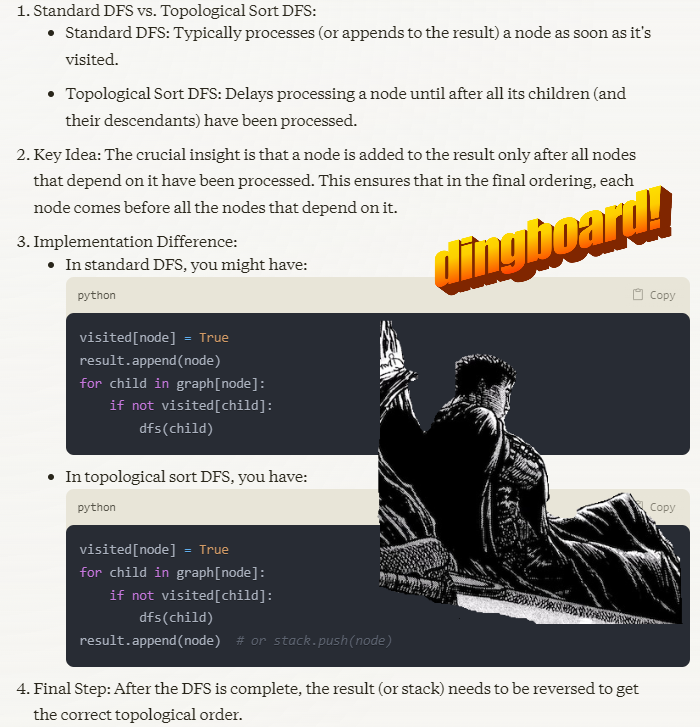 1. Standard DFS vs. Topological Sort DFS:
• Standard DFS: Typically processes (or appends to the result) a node as soon as it's
visited.
• Topological Sort DFS: Delays processing a node until after all its children (and
their descendants) have been processed.
2. Key Idea: The crucial insight is that a node is added to the result only after all nodes
that depend on it have been processed. This ensures that in the final ordering, each
node comes before all the nodes that depend on it.
dingboard!
3. Implementation Difference:
• In standard DFS, you might have:
python Copy
visited[node] = True
result.append(node)
for child in graph[node]:
    if not visited[child]:
        dfs(child)
• In topological sort DFS, you have:
python Copy
visited[node] = True
for child in graph[node]:
    if not visited[child]:
        dfs(child)
result.append(node)  # or stack.push(node)
4. Final Step: After the DFS is complete, the result (or stack) needs to be reversed to get
the correct topological order.